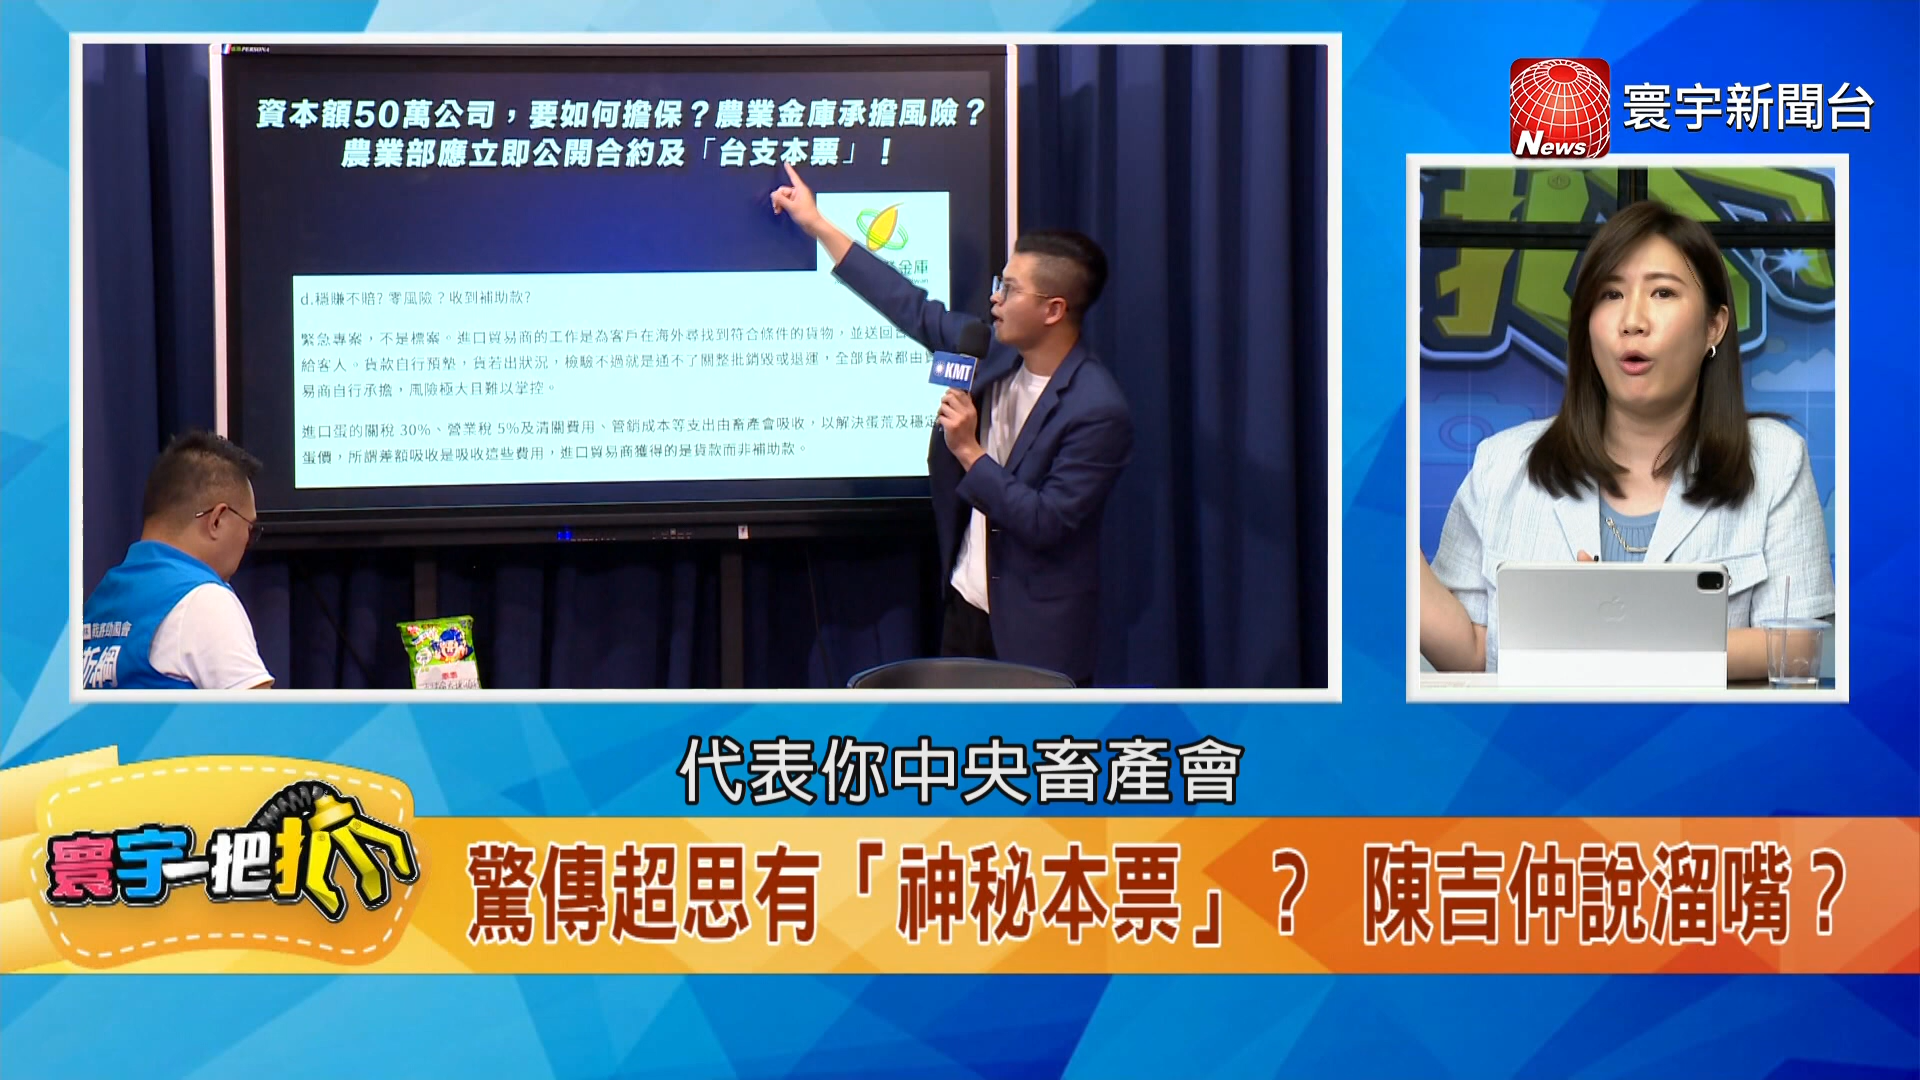 資本額50萬公司，要如何擔保？農業金庫承擔風險？
農業部應立即公開合約及「台支本票」！
金庫
d.穩賺不賠? 零風險？收到補助款?
緊急專案，不是標案。進口貿易商的工作是為客戶在海外尋找到符合條件的貨物，並送回
給客人。貨款自行預墊，貨若出狀況，檢驗不過就是通不了關整批銷毀或退運，全部貨款都由
易商自行承擔，風險極大且難以掌控。
進口蛋的關稅 30%、營業稅 5%及清關費用、管銷成本等支出由畜產會吸收，以解決蛋荒及穩定
蛋價，所謂差額吸收是吸收這些費用，進口貿易商獲得的是貨款而非補助款。
KMT
戰將勁國會
News
寰宇新聞台
代表你中央畜產會
寰宇一把抓
驚傳超思有「神秘本票」？ 陳吉仲說溜嘴？